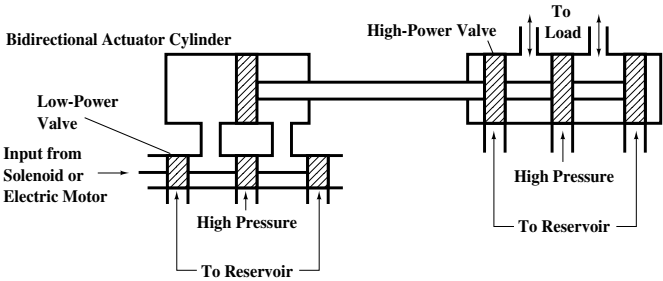 Bidirectional Actuator Cylinder
High-Power Valve
To
Load
Low-Power
Valve
Input from
Solenoid or
Electric Motor
High Pressure
To Reservoir
High Pressure
To Reservoir